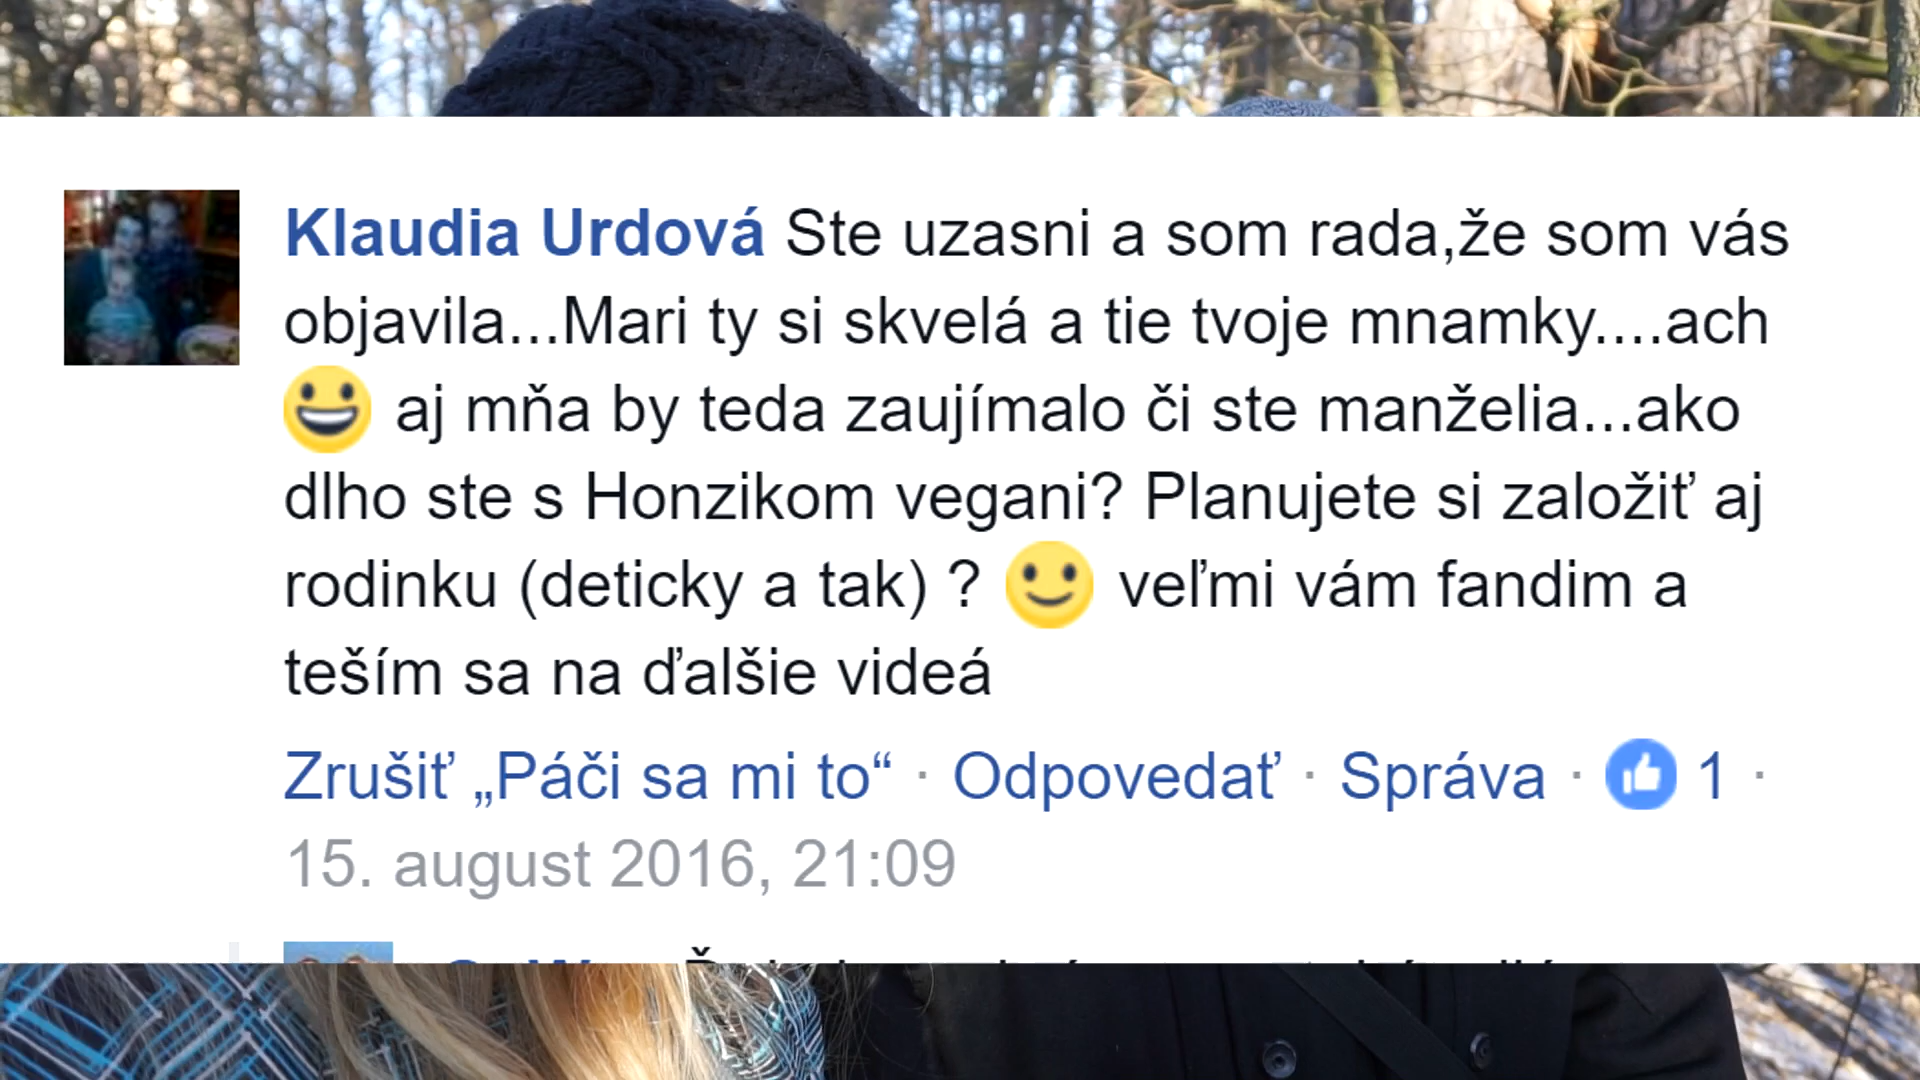 Klaudia Urdová Ste uzasni a som rada,že som vás
objavila...Mari ty si skvelá a tie tvoje mnamky....ach
😀 aj mňa by teda zaujímalo či ste manželia...ako
dlho ste s Honzikom vegani? Planujete si založiť aj
rodinku (deticky a tak) ? 🙂 veľmi vám fandim a
teším sa na ďalšie videá
Zrušiť „Páči sa mi to“ · Odpovedať · Správa · 1 ·
15. august 2016, 21:09